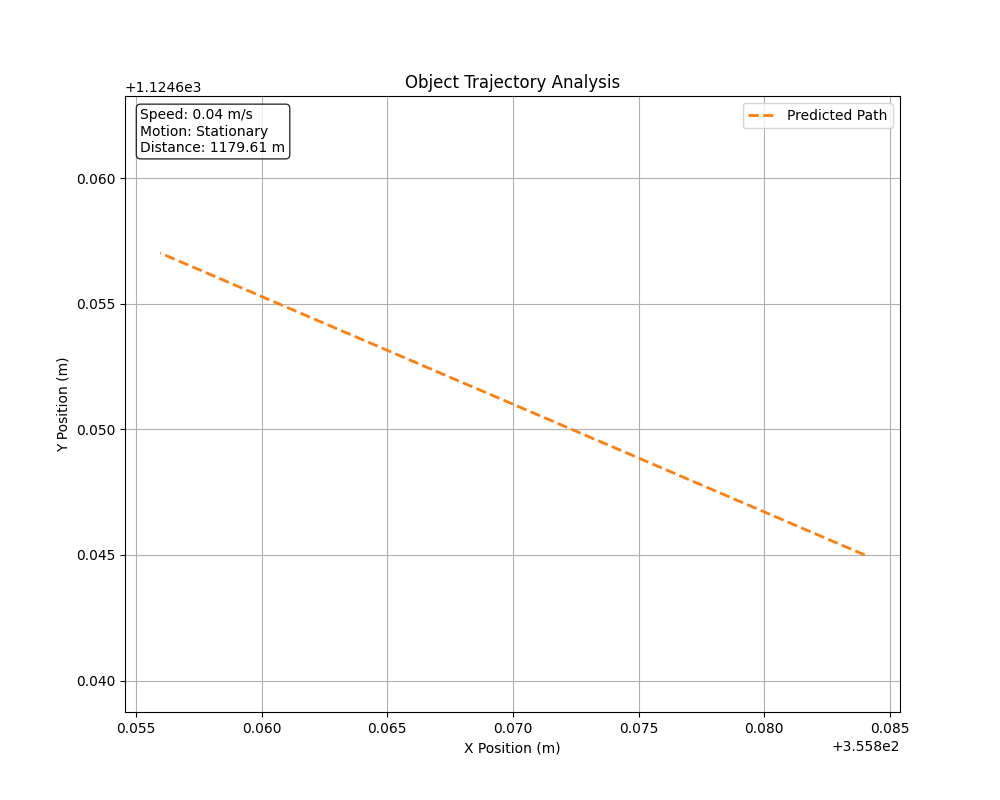 Object Trajectory Analysis
+1.1246e3
Speed: 0.04 m/s
Motion: Stationary
Distance: 1179.61 m
Predicted Path
0.060
0.055
0.050
0.045
0.040
Y Position (m)
0.055 0.060 0.065 0.070 0.075 0.080 0.085
X Position (m)
+3.558e2